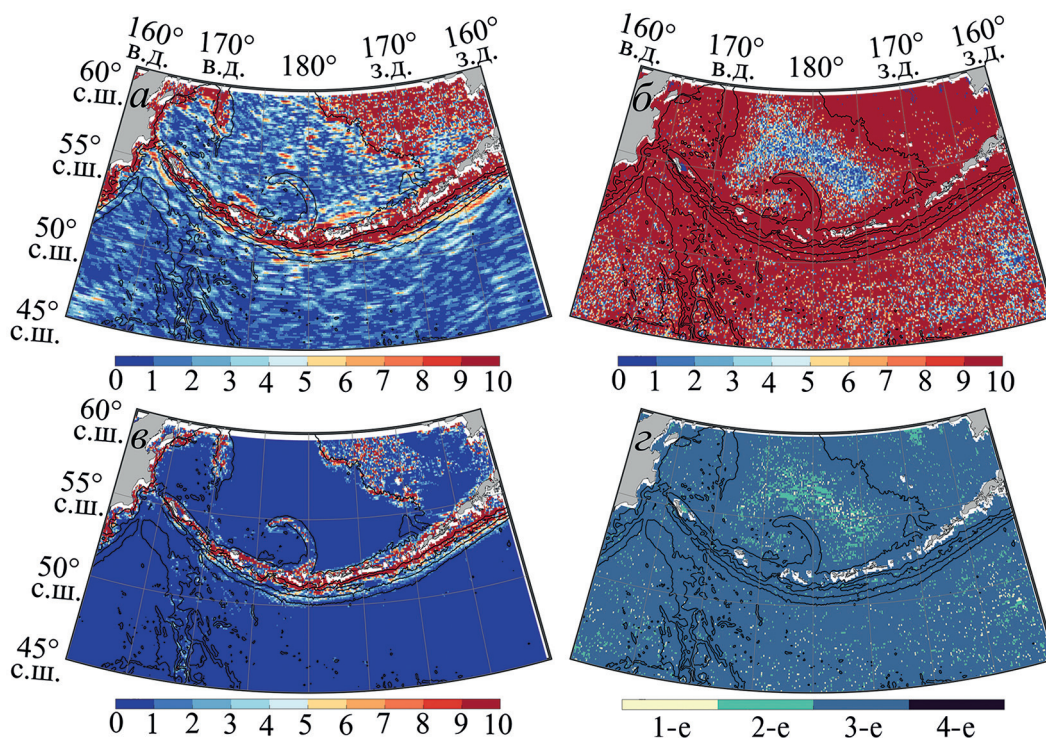 160° 170° 180° 170° 160°
в.д. в.д. з.д. з.д.
60°
с.ш.
а
55°
с.ш.
50°
с.ш.
45°
с.ш.
0 1 2 3 4 5 6 7 8 9 10
160° 170° 180° 170° 160°
в.д. в.д. з.д. з.д.
б
0 1 2 3 4 5 6 7 8 9 10
60°
с.ш.
в
55°
с.ш.
50°
с.ш.
45°
с.ш.
0 1 2 3 4 5 6 7 8 9 10
г
1-е 2-е 3-е 4-е